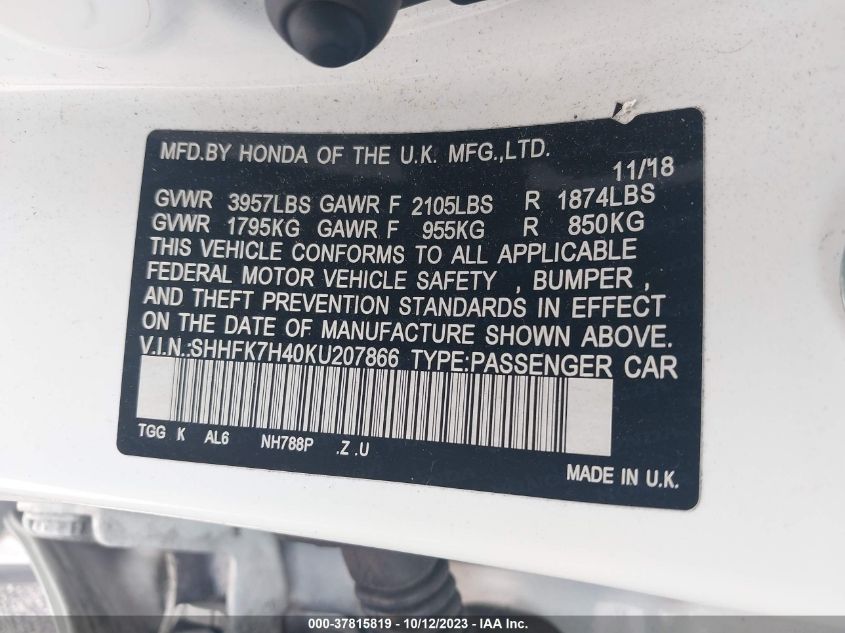 MFD.BY HONDA OF THE U.K. MFG.,LTD.
11/'18
GVWR 3957LBS GAWR F 2105LBS R 1874LBS
GVWR 1795KG GAWR F 955KG R 850KG
THIS VEHICLE CONFORMS TO ALL APPLICABLE
FEDERAL MOTOR VEHICLE SAFETY , BUMPER ,
AND THEFT PREVENTION STANDARDS IN EFFECT
ON THE DATE OF MANUFACTURE SHOWN ABOVE.
V.I.N.:SHHFK7H40KU207866 TYPE:PASSENGER CAR
TGG K AL6 NH788P .Z .U
MADE IN U.K.
000-37815819 - 10/12/2023 - IAA Inc.